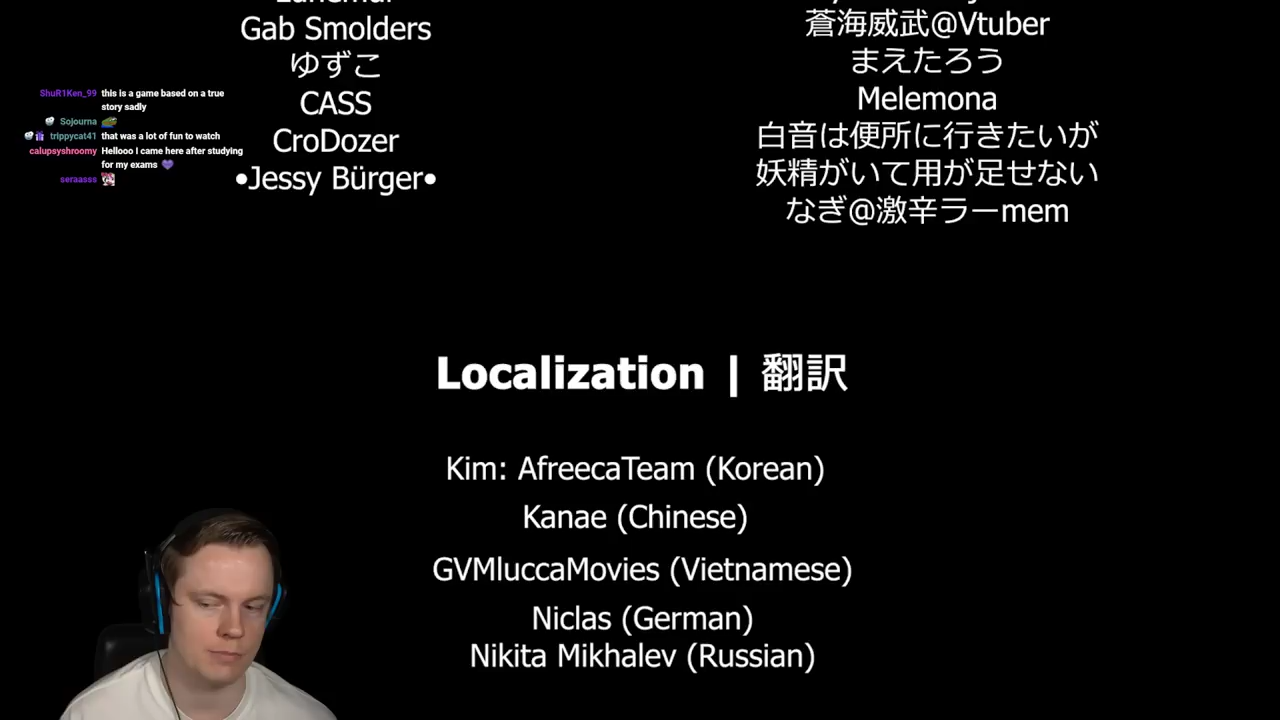 Gab Smolders
ゆずこ
CASS
CroDozer
•Jessy Bürger•
蒼海威武@Vtuber
まえたろう
Melemona
白音は便所に行きたいが
妖精がいて用が足せない
なぎ@激辛ラーmem
ShuR1Ken_99 this is a game based on a true
story sadly
Sojourna
trippycat41 that was a lot of fun to watch
calupsyshroomy Hellooo I came here after studying
for my exams
seraasss
Localization | 翻訳
Kim: AfreecaTeam (Korean)
Kanae (Chinese)
GVMluccaMovies (Vietnamese)
Niclas (German)
Nikita Mikhalev (Russian)